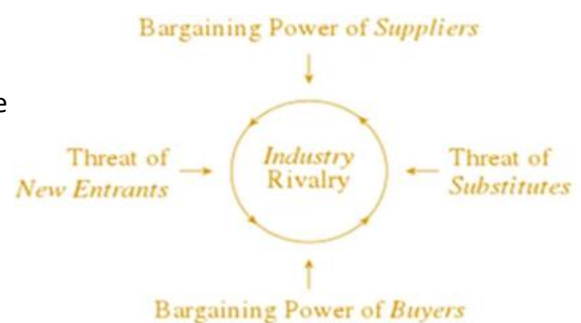 Bargaining Power of Suppliers
e
Threat of
New Entrants
Industry
Rivalry
Threat of
Substitutes
Bargaining Power of Buyers